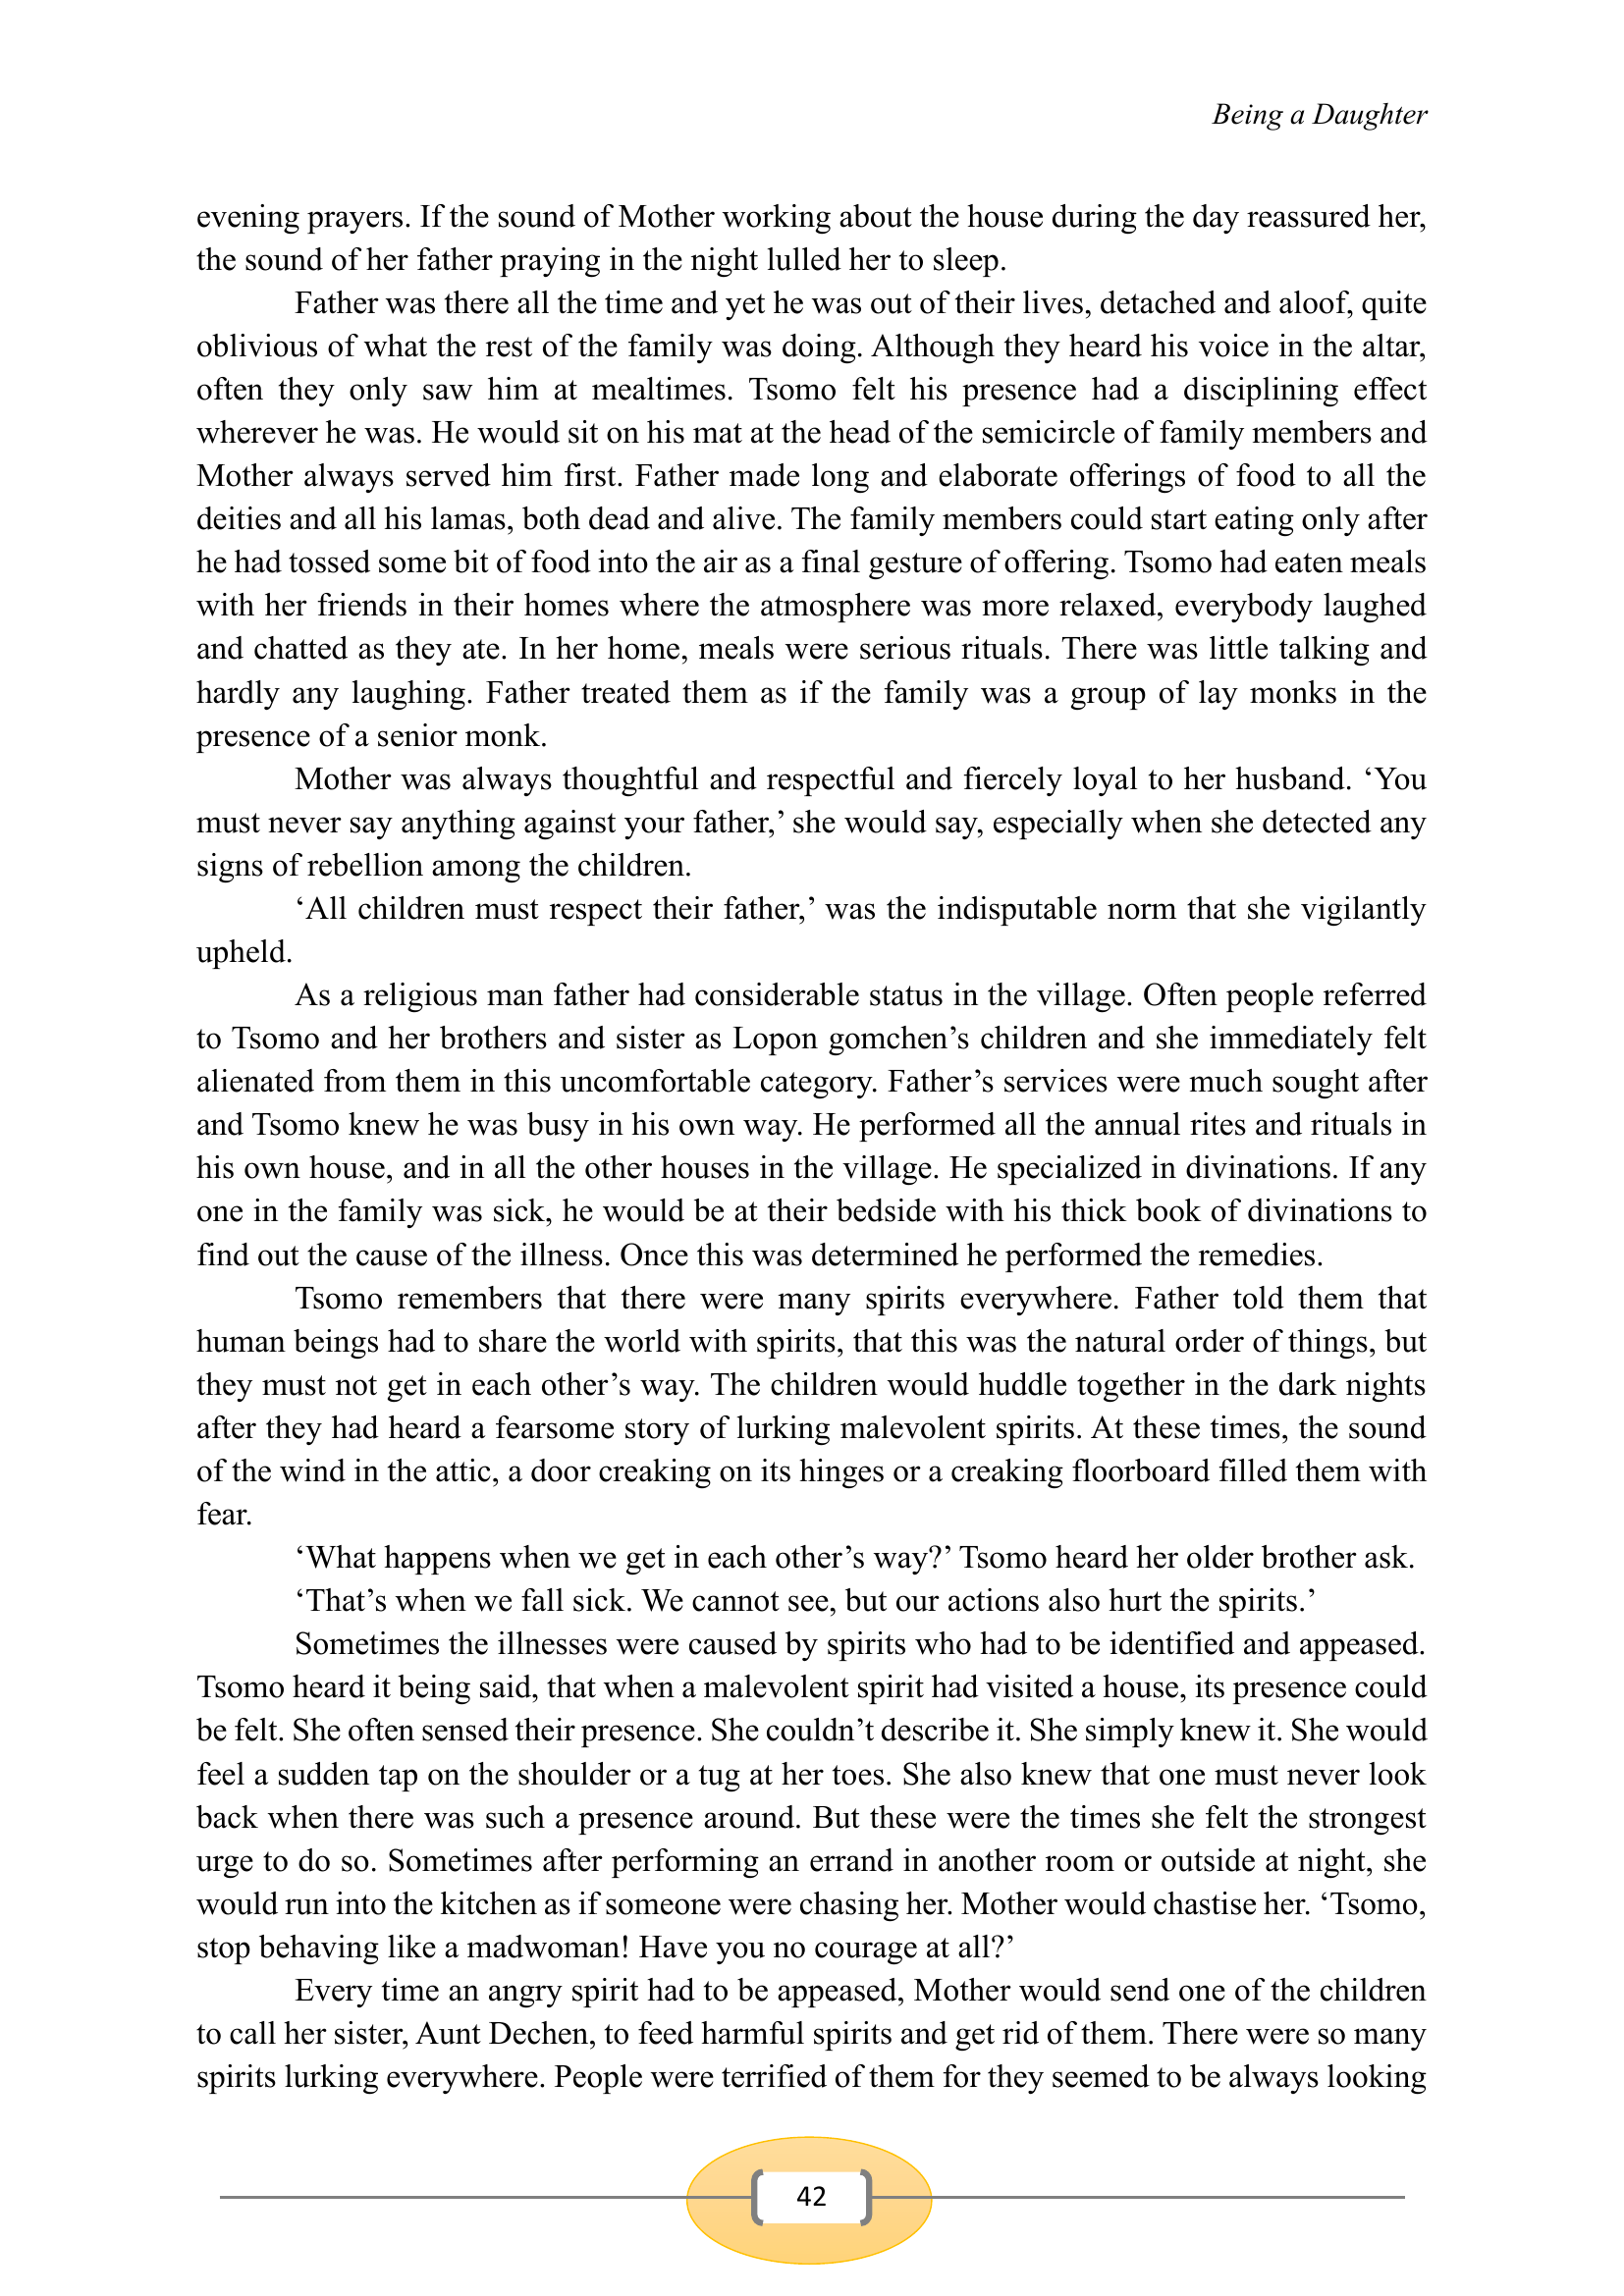 Being a Daughter
evening prayers. If the sound of Mother working about the house during the day reassured her,
the sound of her father praying in the night lulled her to sleep.
Father was there all the time and yet he was out of their lives, detached and aloof, quite
oblivious of what the rest of the family was doing. Although they heard his voice in the altar,
often they only saw him at mealtimes. Tsomo felt his presence had a disciplining effect
wherever he was. He would sit on his mat at the head of the semicircle of family members and
Mother always served him first. Father made long and elaborate offerings of food to all the
deities and all his lamas, both dead and alive. The family members could start eating only after
he had tossed some bit of food into the air as a final gesture of offering. Tsomo had eaten meals
with her friends in their homes where the atmosphere was more relaxed, everybody laughed
and chatted as they ate. In her home, meals were serious rituals. There was little talking and
hardly any laughing. Father treated them as if the family was a group of lay monks in the
presence of a senior monk.
Mother was always thoughtful and respectful and fiercely loyal to her husband. ‘You
must never say anything against your father,’ she would say, especially when she detected any
signs of rebellion among the children.
‘All children must respect their father,’ was the indisputable norm that she vigilantly
upheld.
As a religious man father had considerable status in the village. Often people referred
to Tsomo and her brothers and sister as Lopon gomchen’s children and she immediately felt
alienated from them in this uncomfortable category. Father’s services were much sought after
and Tsomo knew he was busy in his own way. He performed all the annual rites and rituals in
his own house, and in all the other houses in the village. He specialized in divinations. If any
one in the family was sick, he would be at their bedside with his thick book of divinations to
find out the cause of the illness. Once this was determined he performed the remedies.
Tsomo remembers that there were many spirits everywhere. Father told them that
human beings had to share the world with spirits, that this was the natural order of things, but
they must not get in each other’s way. The children would huddle together in the dark nights
after they had heard a fearsome story of lurking malevolent spirits. At these times, the sound
of the wind in the attic, a door creaking on its hinges or a creaking floorboard filled them with
fear.
‘What happens when we get in each other’s way?’ Tsomo heard her older brother ask.
‘That’s when we fall sick. We cannot see, but our actions also hurt the spirits.’
Sometimes the illnesses were caused by spirits who had to be identified and appeased.
Tsomo heard it being said, that when a malevolent spirit had visited a house, its presence could
be felt. She often sensed their presence. She couldn’t describe it. She simply knew it. She would
feel a sudden tap on the shoulder or a tug at her toes. She also knew that one must never look
back when there was such a presence around. But these were the times she felt the strongest
urge to do so. Sometimes after performing an errand in another room or outside at night, she
would run into the kitchen as if someone were chasing her. Mother would chastise her. ‘Tsomo,
stop behaving like a madwoman! Have you no courage at all?’
Every time an angry spirit had to be appeased, Mother would send one of the children
to call her sister, Aunt Dechen, to feed harmful spirits and get rid of them. There were so many
spirits lurking everywhere. People were terrified of them for they seemed to be always looking
42